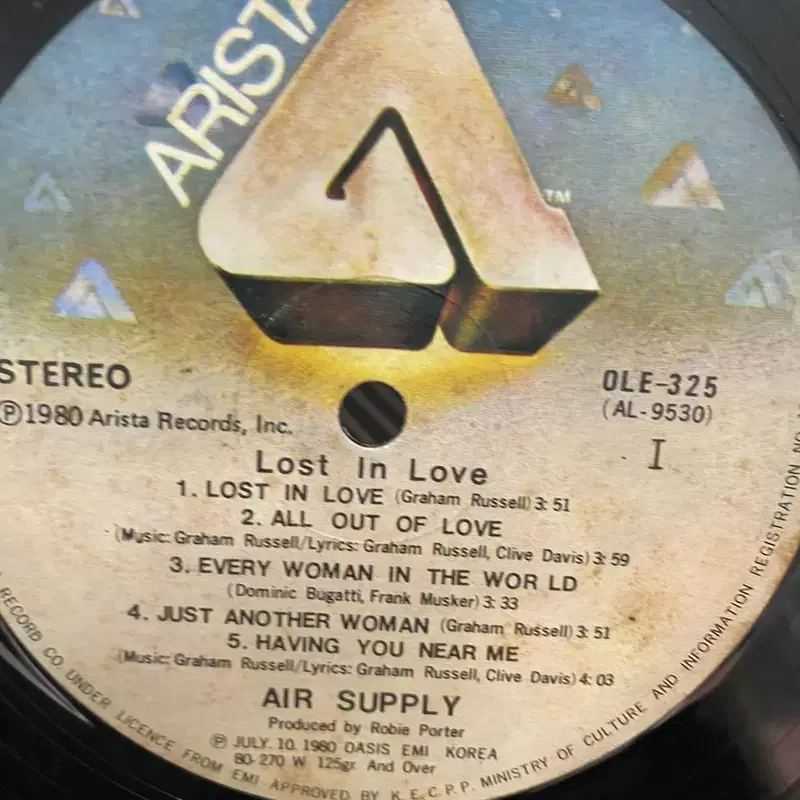 ARISTA
TM
STEREO
OLE-325
(AL-9530)
Ⓟ1980 Arista Records, Inc.
I
Lost In Love
1. LOST IN LOVE (Graham Russell) 3: 51
2. ALL OUT OF LOVE
(Music: Graham Russell/Lyrics: Graham Russell, Clive Davis) 3: 59
3. EVERY WOMAN IN THE WOR LD
(Dominic Bugatti, Frank Musker) 3: 33
4. JUST ANOTHER WOMAN (Graham Russell) 3: 51
5. HAVING YOU NEAR ME
(Music: Graham Russell/Lyrics: Graham Russell, Clive Davis) 4: 03
AIR SUPPLY
Produced by Robie Porter
Ⓟ JULY. 10. 1980 OASIS EMI KOREA
80-270 W 125gr. And Over
RECORD CO. UNDER LICENCE FROM EMI APPROVED BY K. E. C. P. P. MINISTRY OF CULTURE AND INFORMATION REGISTRATION NO.